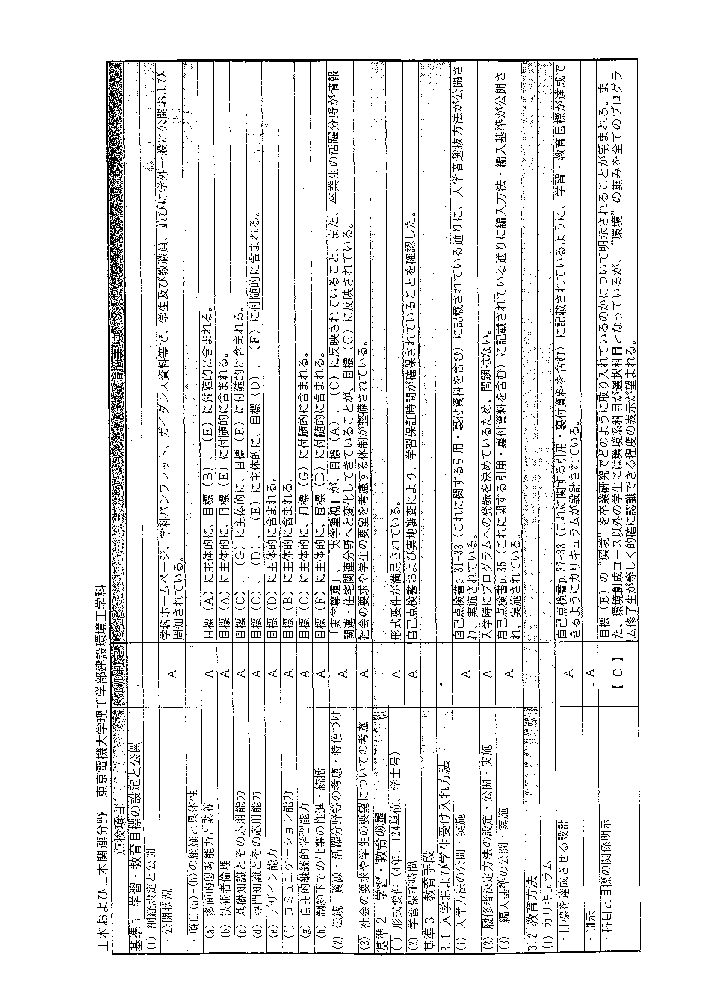 土木および土木関連分野　東京電機大学理工学部建設環境工学科
点検項目　ACWD判定　指摘事項
基準1　学習・教育目標の設定と公開
(1) 網羅設定と公開
・公開状況　A　学科ホームページ、学科パンフレット、ガイダンス資料等で、学生及び教職員、並びに学外一般に公開および
周知されている。
・項目(a)-(h)の網羅と具体性
(a) 多面的思考能力と素養　A　目標（A）に主体的に、目標（B）、（E）に付随的に含まれる。
(b) 技術者倫理　A　目標（A）に主体的に、目標（E）に付随的に含まれる。
(c) 基礎知識とその応用能力　A　目標（C）、（G）に主体的に、目標（E）に付随的に含まれる。
(d) 専門知識とその応用能力　A　目標（C）、（D）、（E）に主体的に、目標（D）、（F）に付随的に含まれる。
(e) デザイン能力　A　目標（D）に主体的に含まれる。
(f) コミュニケーション能力　A　目標（B）に主体的に含まれる。
(g) 自主的継続的学習能力　A　目標（C）に主体的に、目標（G）に付随的に含まれる。
(h) 制約下での仕事の推進・統括　A　目標（F）に主体的に、目標（D）に付随的に含まれる。
(2) 伝統・資源・活躍分野等の考慮・特色づけ　A　「実学尊重」、「実学重視」が、目標（A）、（C）に反映されていること、また、卒業生の活躍分野が情報
関連・住宅関連分野へと変化してきていることが、目標（G）に反映されている。
(3) 社会の要求や学生の要望についての考慮　A　社会の要求や学生の要望を考慮する体制が整備されている。
基準2　学習・教育の量
(1) 形式要件（4年、124単位、学士号）　A　形式要件が満足されている。
(2) 学習保証時間　A　自己点検書および実地審査により、学習保証時間が確保されていることを確認した。
基準3　教育手段
3.1 入学および学生受け入れ方法
(1) 入学方法の公開・実施　A　自己点検書p.31-33（これに関する引用・裏付資料を含む）に記載されている通りに、入学者選抜方法が公開さ
れ、実施されている。
(2) 履修者決定方法の設定・公開・実施　A　入学時にプログラムへの登録を決めているため、問題はない。
(3) 編入基準の公開・実施　A　自己点検書p.35（これに関する引用・裏付資料を含む）に記載されている通りに編入方法・編入基準が公開さ
れ、実施されている。
3.2 教育方法
(1) カリキュラム
・目標を達成させる設計　A　自己点検書p.37-38（これに関する引用・裏付資料を含む）に記載されているように、学習・教育目標が達成で
きるようにカリキュラムが設計されている。
・開示　A
・科目と目標の関係明示　【C】　目標（E）の“環境”を卒業研究でどのように取り入れているのかについて明示されることが望まれる。ま
た、環境創成コース以外の学生には環境系科目が選択科目となっているが、“環境”の重みを全てのプログラ
ム修了生が等しく的確に認識できる程度の表示が望まれる。